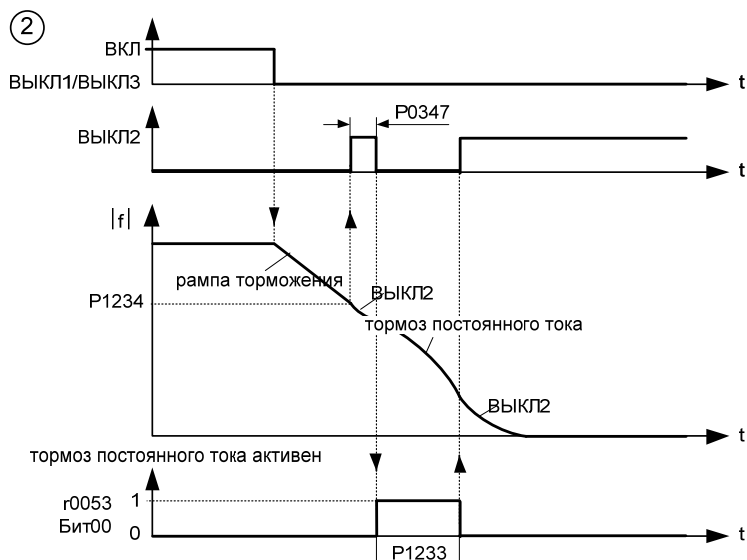 2
ВКЛ
ВЫКЛ1/ВЫКЛ3
t
P0347
ВЫКЛ2
t
|f|
рампа торможения
P1234
ВЫКЛ2
тормоз постоянного тока
ВЫКЛ2
t
тормоз постоянного тока активен
r0053 1
Бит00 0
t
P1233